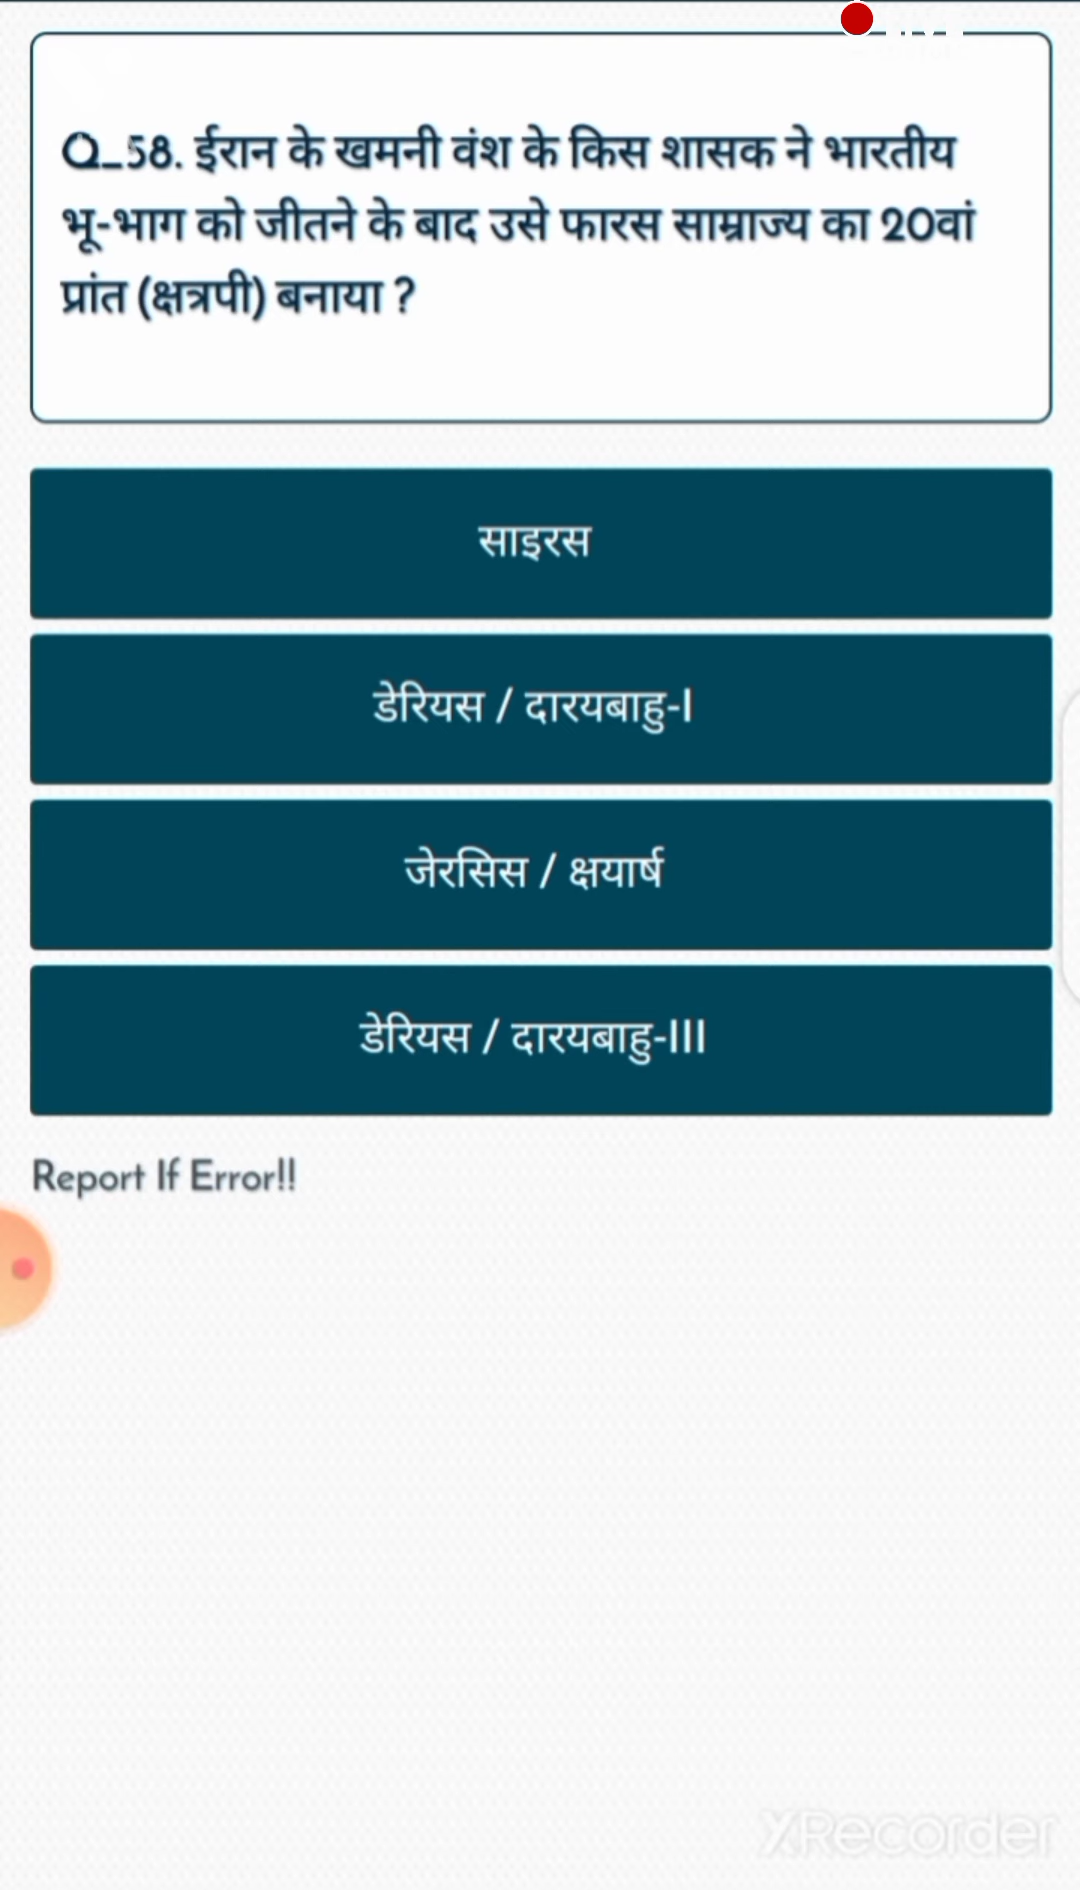 Q_58. ईरान के खमनी वंश के किस शासक ने भारतीय
भू-भाग को जीतने के बाद उसे फारस साम्राज्य का 20वां
प्रांत (क्षत्रपी) बनाया ?
साइरस
डेरियस / दारयबाहु-I
जेरसिस / क्षयार्ष
डेरियस / दारयबाहु-III
Report If Error!!
XRecorder